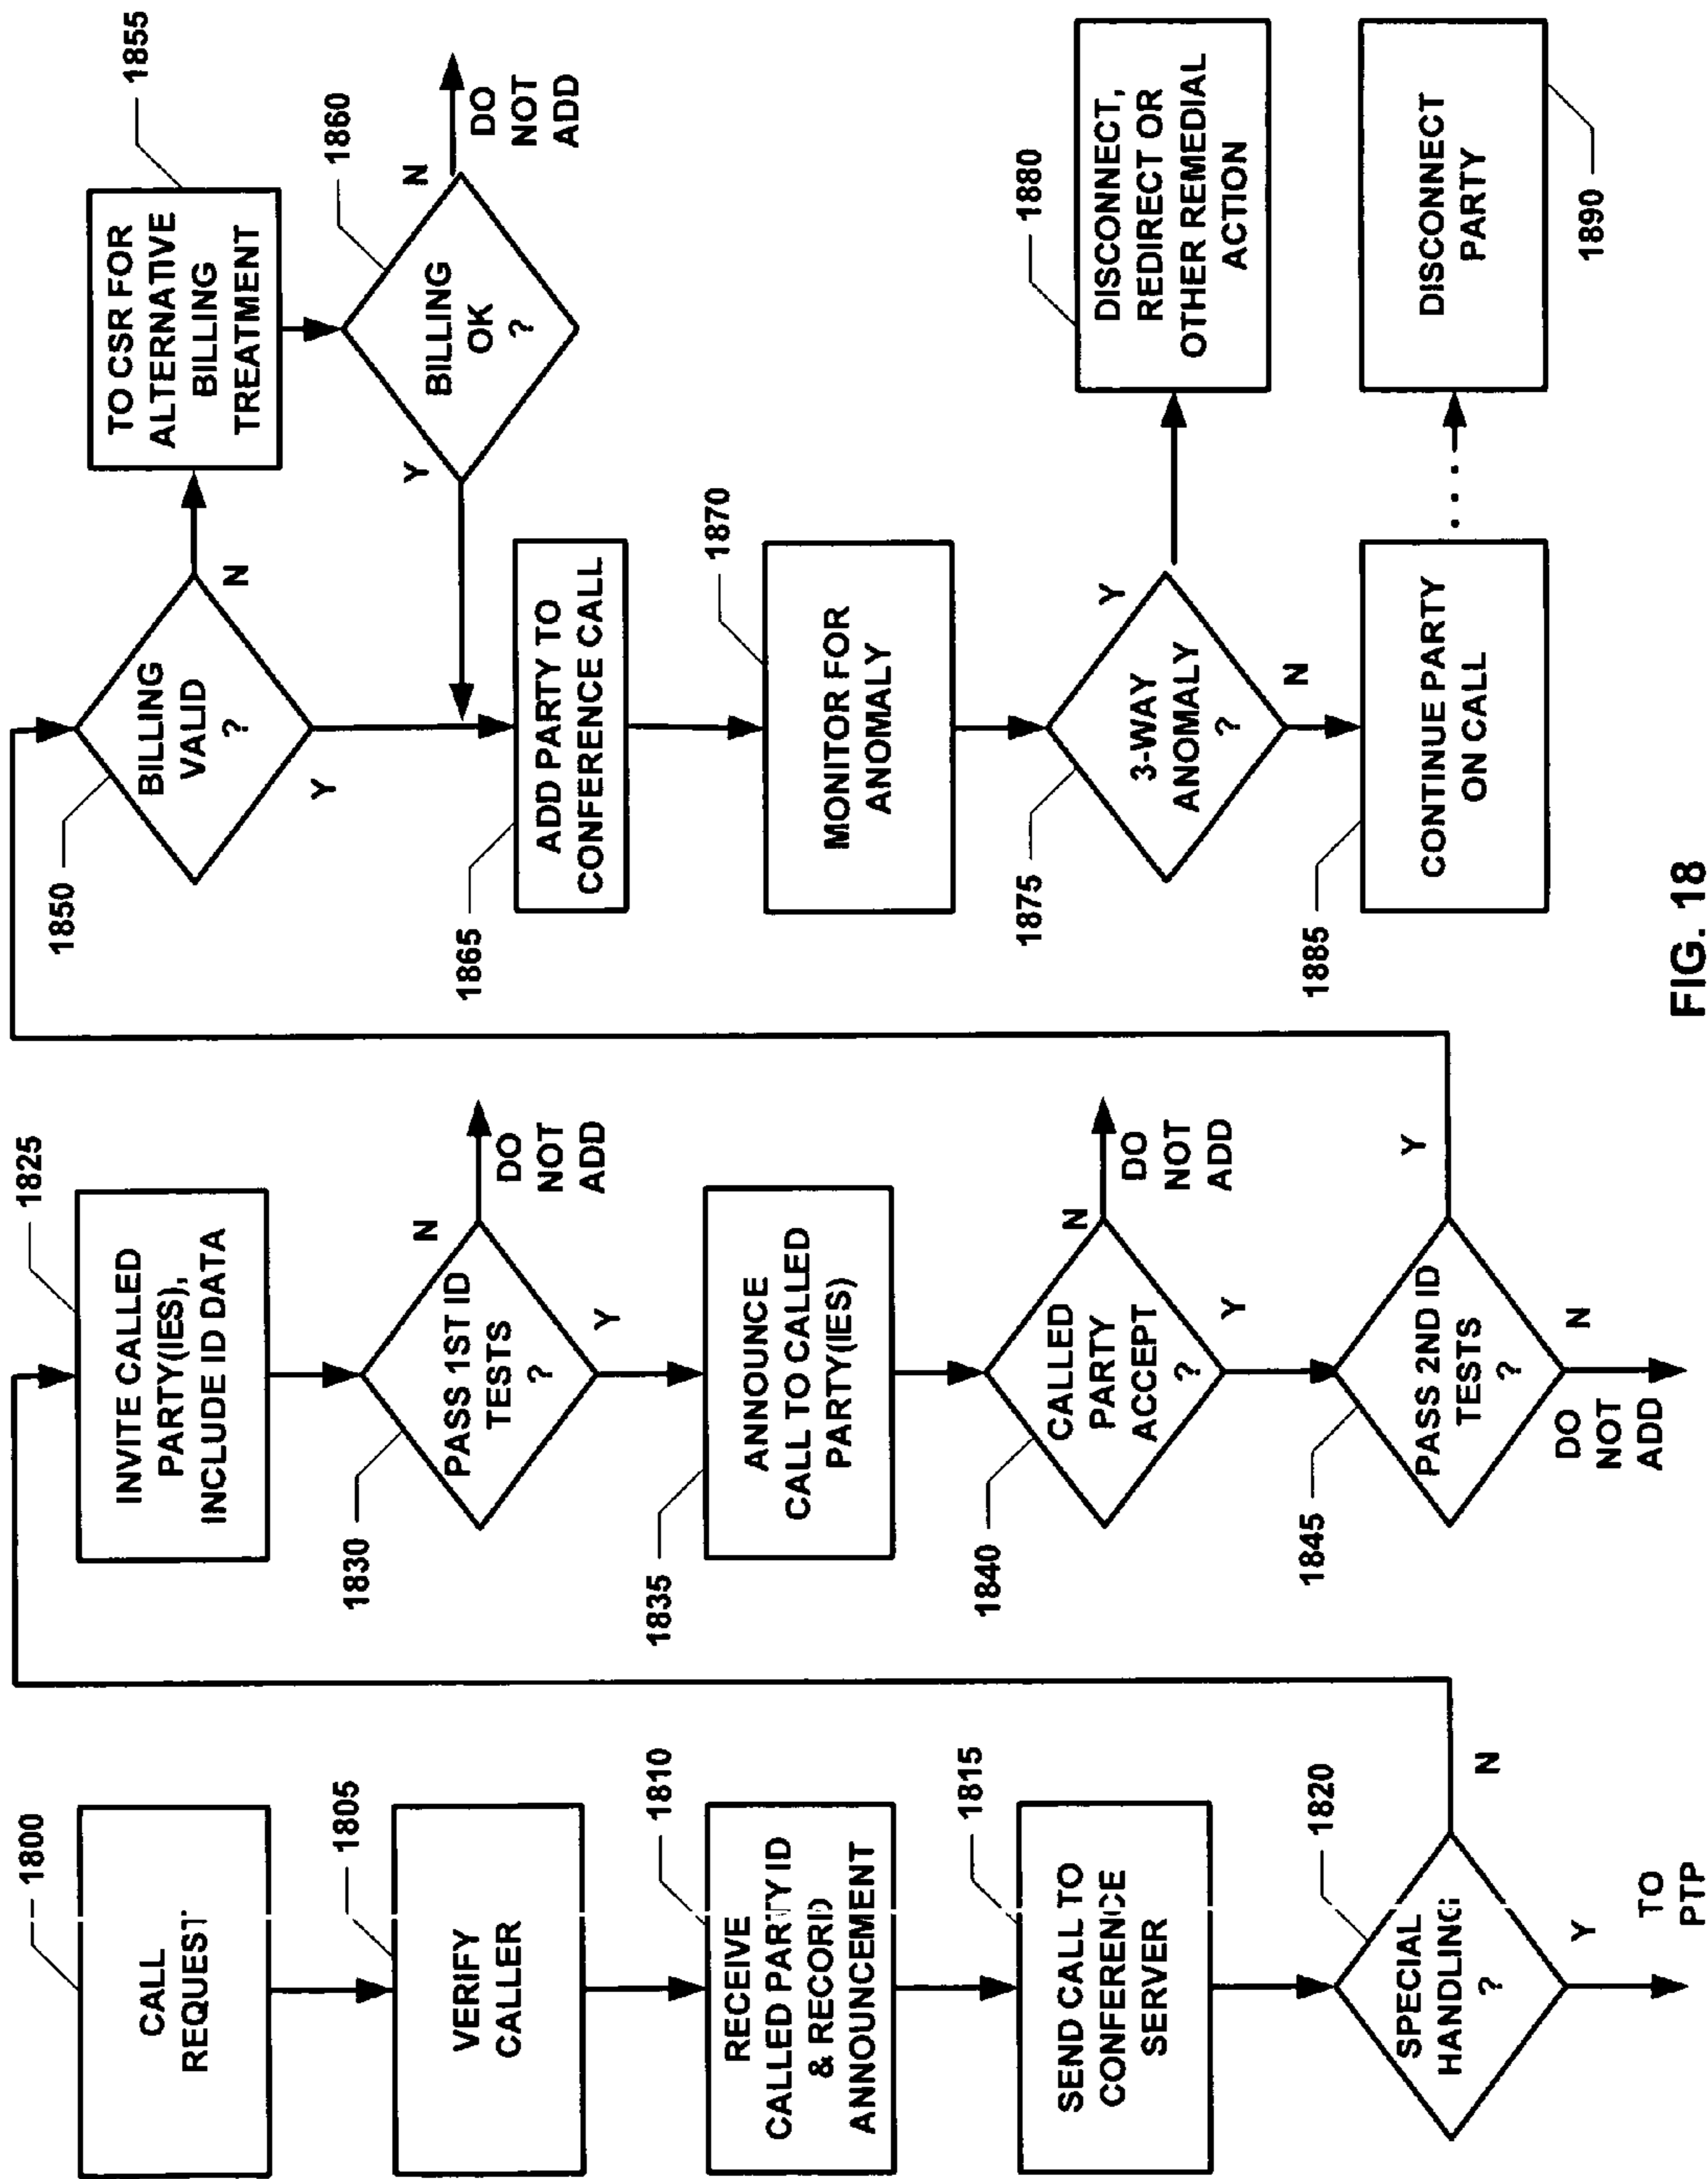 1800
CALL
REQUEST
1805
VERIFY
CALLER
1810
RECEIVE
CALLED PARTY ID
& RECORD
ANNOUNCEMENT
1815
SEND CALL TO
CONFERENCE
SERVER
1820
SPECIAL
HANDLING
?
N
Y
TO
PTP
1825
INVITE CALLED
PARTY(IES),
INCLUDE ID DATA
1830
PASS 1ST ID
TESTS
?
N
DO
NOT
ADD
Y
1835
ANNOUNCE
CALL TO CALLED
PARTY(IES)
1840
CALLED
PARTY
ACCEPT
?
N
DO
NOT
ADD
Y
1845
PASS 2ND ID
TESTS
?
Y
N
DO
NOT
ADD
1850
BILLING
VALID
?
N
Y
1855
TO CSR FOR
ALTERNATIVE
BILLING
TREATMENT
1860
BILLING
OK
?
Y
N
DO
NOT
ADD
1865
ADD PARTY TO
CONFERENCE CALL
1870
MONITOR FOR
ANOMALY
1875
3-WAY
ANOMALY
?
Y
N
1880
DISCONNECT,
REDIRECT OR
OTHER REMEDIAL
ACTION
1885
CONTINUE PARTY
ON CALL
1890
DISCONNECT
PARTY
FIG. 18